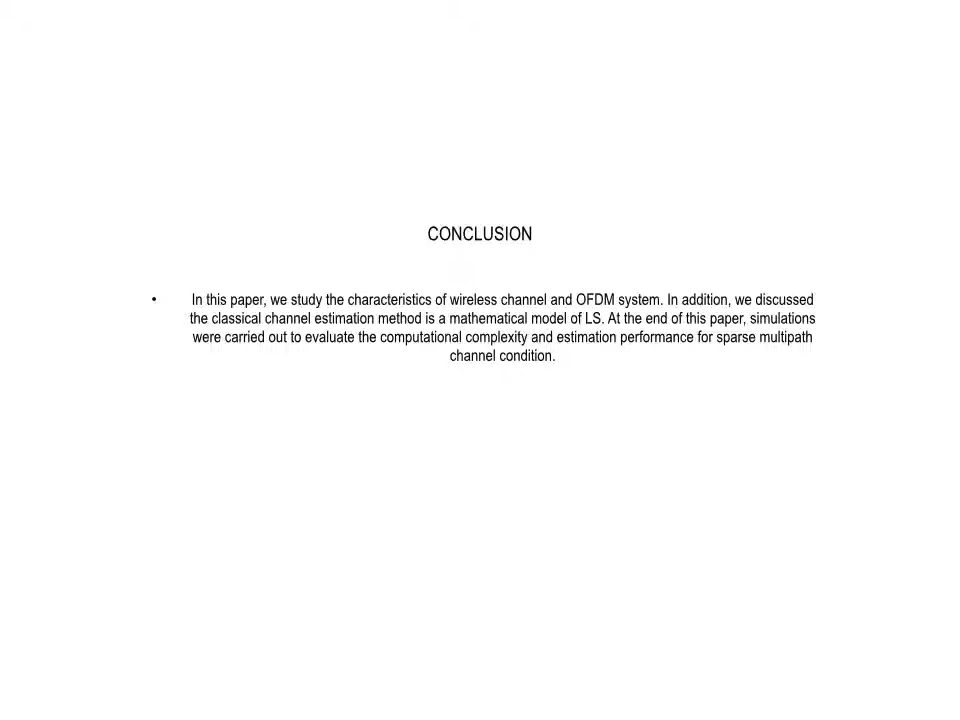 CONCLUSION
• In this paper, we study the characteristics of wireless channel and OFDM system. In addition, we discussed
the classical channel estimation method is a mathematical model of LS. At the end of this paper, simulations
were carried out to evaluate the computational complexity and estimation performance for sparse multipath
channel condition.